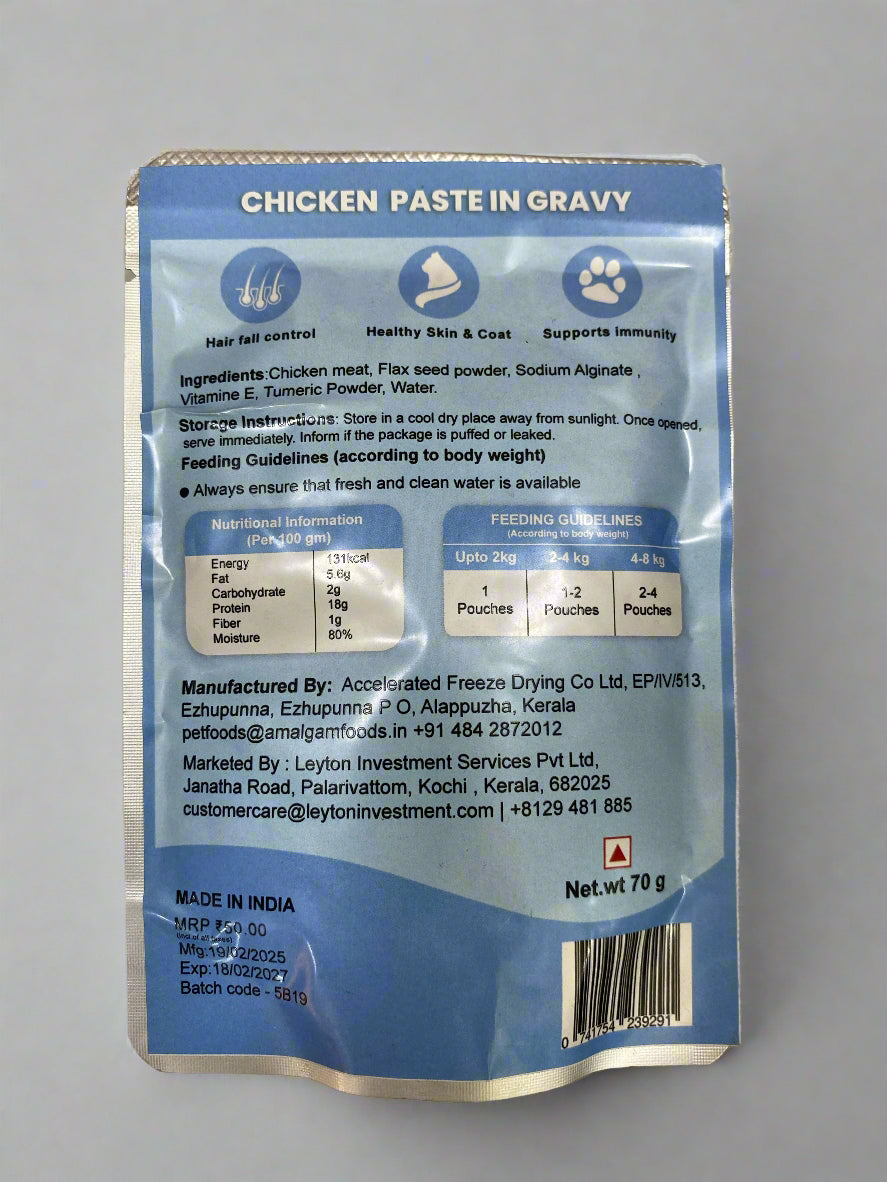 CHICKEN PASTE IN GRAVY
Hair fall control
Healthy Skin & Coat
Supports immunity
Ingredients:Chicken meat, Flax seed powder, Sodium Alginate ,
Vitamine E, Tumeric Powder, Water.
Storage Instructions: Store in a cool dry place away from sunlight. Once opened,
serve immediately. Inform if the package is puffed or leaked.
Feeding Guidelines (according to body weight)
● Always ensure that fresh and clean water is available
Nutritional Information
(Per 100 gm)
Energy 131kcal
Fat 5.6g
Carbohydrate 2g
Protein 18g
Fiber 1g
Moisture 80%
FEEDING GUIDELINES
(According to body weight)
Upto 2kg 2-4 kg 4-8 kg
1 1-2 2-4
Pouches Pouches Pouches
Manufactured By: Accelerated Freeze Drying Co Ltd, EP/IV/513,
Ezhupunna, Ezhupunna P O, Alappuzha, Kerala
petfoods@amalgamfoods.in +91 484 2872012
Marketed By : Leyton Investment Services Pvt Ltd,
Janatha Road, Palarivattom, Kochi , Kerala, 682025
customercare@leytoninvestment.com | +8129 481 885
Net.wt 70 g
MADE IN INDIA
MRP ₹50.00
(incl of all taxes)
Mfg:19/02/2025
Exp:18/02/2027
Batch code - 5B19
0 741754 239291